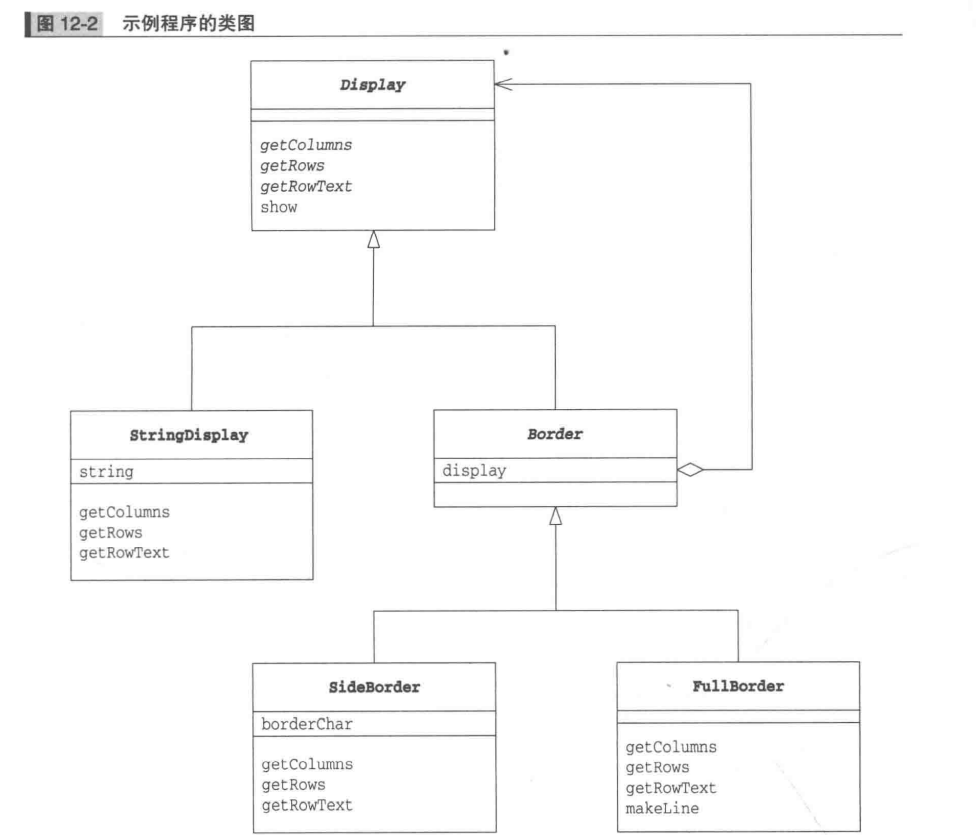 图 12-2 示例程序的类图
*
Display
getColumns
getRows
getRowText
show
StringDisplay
string
getColumns
getRows
getRowText
Border
display
SideBorder
borderChar
getColumns
getRows
getRowText
FullBorder
getColumns
getRows
getRowText
makeLine